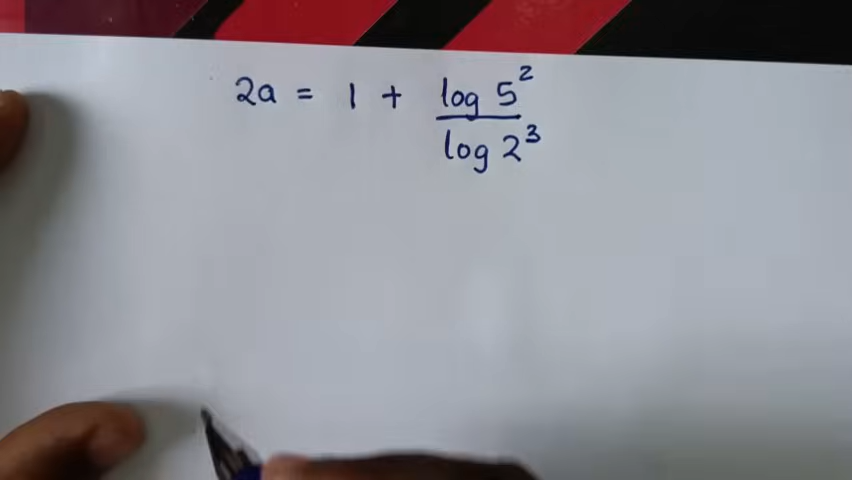 2a = 1 + log 5²
log 2³